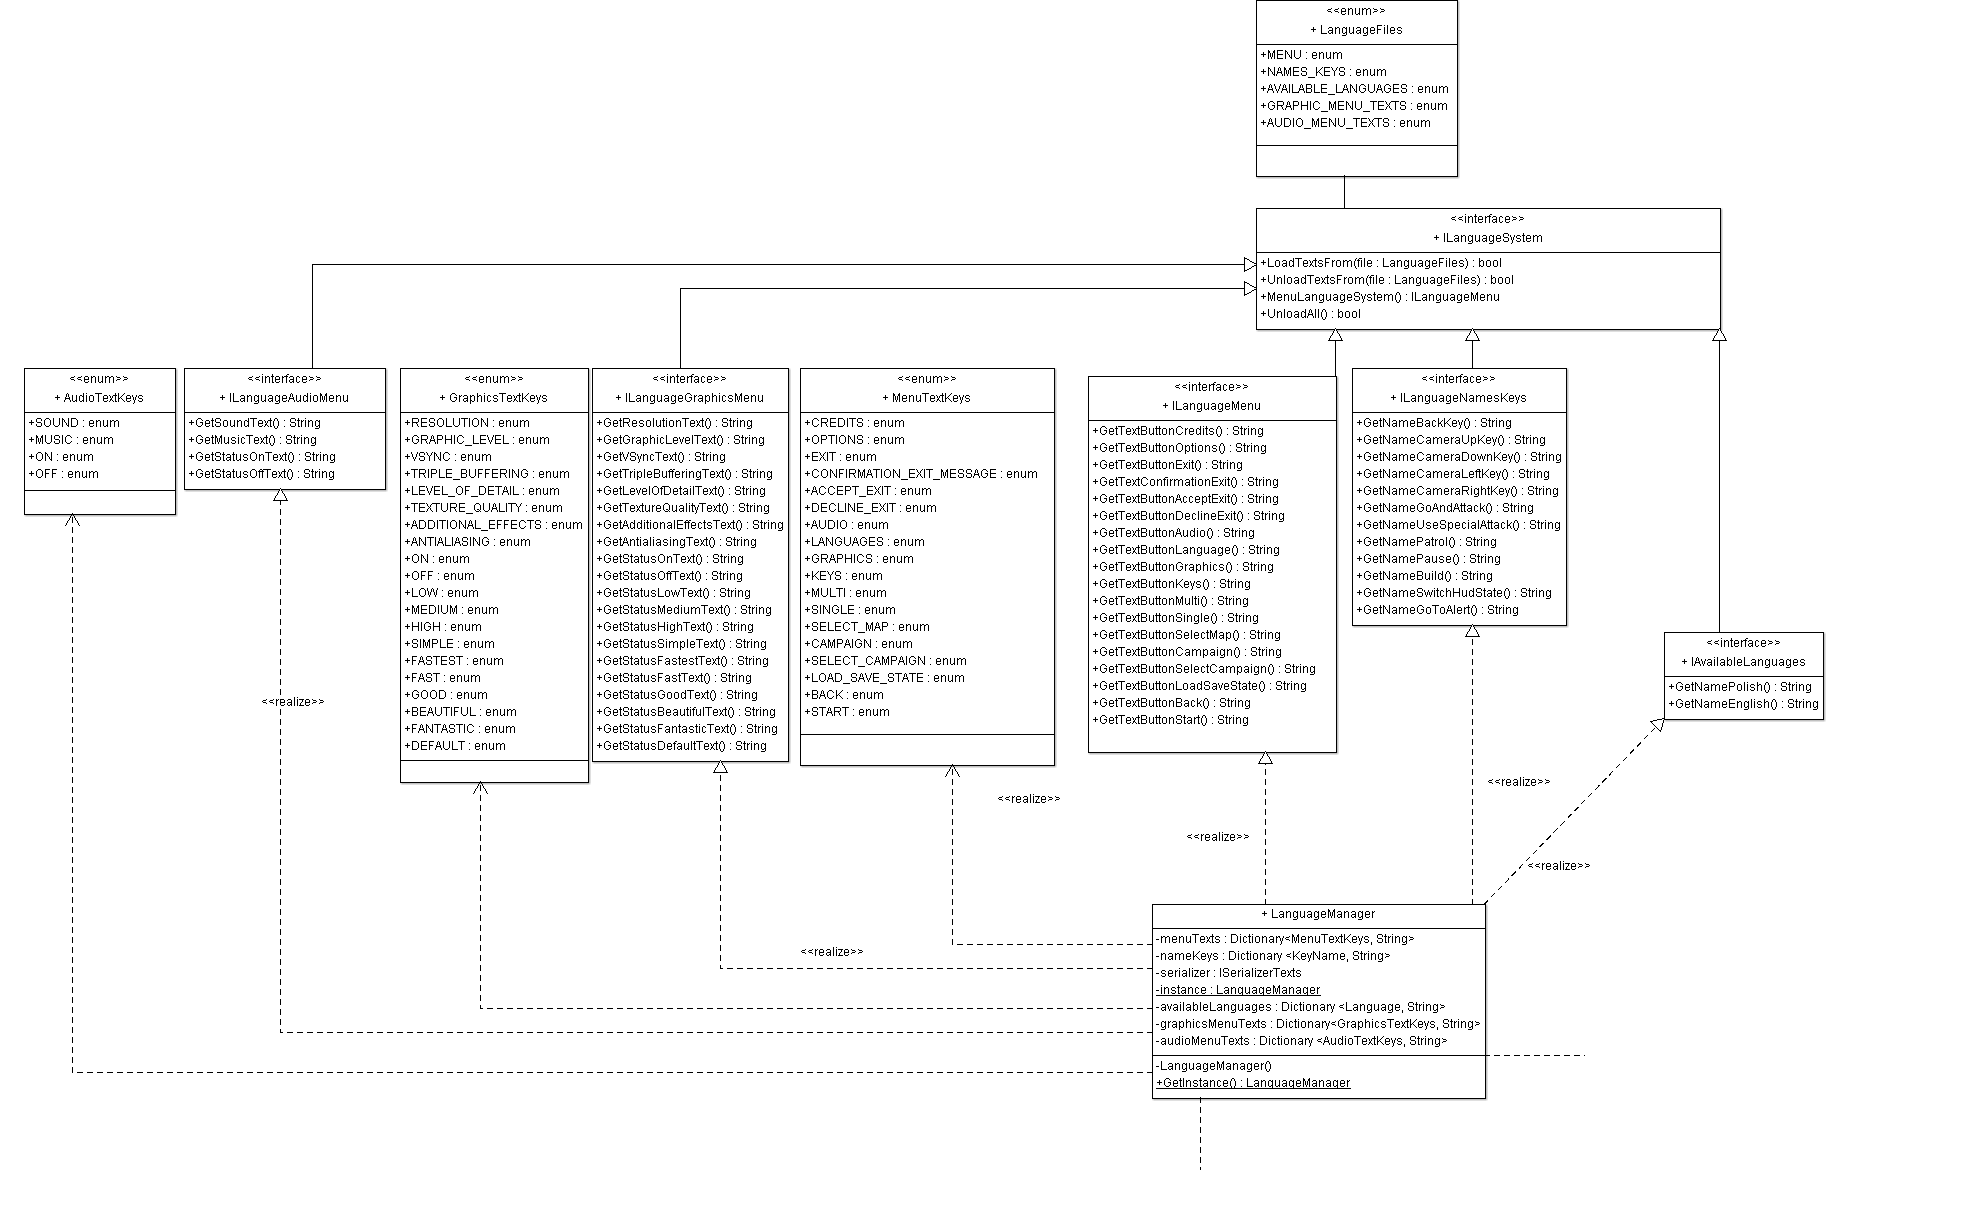 <<enum>>
+ LanguageFiles
+MENU : enum
+NAMES_KEYS : enum
+AVAILABLE_LANGUAGES : enum
+GRAPHIC_MENU_TEXTS : enum
+AUDIO_MENU_TEXTS : enum
<<interface>>
+ ILanguageSystem
+LoadTextsFrom(file : LanguageFiles) : bool
+UnloadTextsFrom(file : LanguageFiles) : bool
+MenuLanguageSystem() : ILanguageMenu
+UnloadAll() : bool
<<enum>>
+ AudioTextKeys
+SOUND : enum
+MUSIC : enum
+ON : enum
+OFF : enum
<<interface>>
+ ILanguageAudioMenu
+GetSoundText() : String
+GetMusicText() : String
+GetStatusOnText() : String
+GetStatusOffText() : String
<<enum>>
+ GraphicsTextKeys
+RESOLUTION : enum
+GRAPHIC_LEVEL : enum
+VSYNC : enum
+TRIPLE_BUFFERING : enum
+LEVEL_OF_DETAIL : enum
+TEXTURE_QUALITY : enum
+ADDITIONAL_EFFECTS : enum
+ANTIALIASING : enum
+ON : enum
+OFF : enum
+LOW : enum
+MEDIUM : enum
+HIGH : enum
+SIMPLE : enum
+FASTEST : enum
+FAST : enum
+GOOD : enum
+BEAUTIFUL : enum
+FANTASTIC : enum
+DEFAULT : enum
<<interface>>
+ ILanguageGraphicsMenu
+GetResolutionText() : String
+GetGraphicLevelText() : String
+GetVSyncText() : String
+GetTripleBufferingText() : String
+GetLevelOfDetailText() : String
+GetTextureQualityText() : String
+GetAdditionalEffectsText() : String
+GetAntialiasingText() : String
+GetStatusOnText() : String
+GetStatusOffText() : String
+GetStatusLowText() : String
+GetStatusMediumText() : String
+GetStatusHighText() : String
+GetStatusSimpleText() : String
+GetStatusFastestText() : String
+GetStatusFastText() : String
+GetStatusGoodText() : String
+GetStatusBeautifulText() : String
+GetStatusFantasticText() : String
+GetStatusDefaultText() : String
<<enum>>
+ MenuTextKeys
+CREDITS : enum
+OPTIONS : enum
+EXIT : enum
+CONFIRMATION_EXIT_MESSAGE : enum
+ACCEPT_EXIT : enum
+DECLINE_EXIT : enum
+AUDIO : enum
+LANGUAGES : enum
+GRAPHICS : enum
+KEYS : enum
+MULTI : enum
+SINGLE : enum
+SELECT_MAP : enum
+CAMPAIGN : enum
+SELECT_CAMPAIGN : enum
+LOAD_SAVE_STATE : enum
+BACK : enum
+START : enum
<<interface>>
+ ILanguageMenu
+GetTextButtonCredits() : String
+GetTextButtonOptions() : String
+GetTextButtonExit() : String
+GetTextConfirmationExit() : String
+GetTextButtonAcceptExit() : String
+GetTextButtonDeclineExit() : String
+GetTextButtonAudio() : String
+GetTextButtonLanguage() : String
+GetTextButtonGraphics() : String
+GetTextButtonKeys() : String
+GetTextButtonMulti() : String
+GetTextButtonSingle() : String
+GetTextButtonSelectMap() : String
+GetTextButtonCampaign() : String
+GetTextButtonSelectCampaign() : String
+GetTextButtonLoadSaveState() : String
+GetTextButtonBack() : String
+GetTextButtonStart() : String
<<interface>>
+ ILanguageNamesKeys
+GetNameBackKey() : String
+GetNameCameraUpKey() : String
+GetNameCameraDownKey() : String
+GetNameCameraLeftKey() : String
+GetNameCameraRightKey() : String
+GetNameGoAndAttack() : String
+GetNameUseSpecialAttack() : String
+GetNamePatrol() : String
+GetNamePause() : String
+GetNameBuild() : String
+GetNameSwitchHudState() : String
+GetNameGoToAlert() : String
<<interface>>
+ IAvailableLanguages
+GetNamePolish() : String
+GetNameEnglish() : String
<<realize>>
<<realize>>
<<realize>>
<<realize>>
<<realize>>
<<realize>>
+ LanguageManager
-menuTexts : Dictionary<MenuTextKeys, String>
-nameKeys : Dictionary <KeyName, String>
-serializer : ISerializerTexts
-instance : LanguageManager
-availableLanguages : Dictionary <Language, String>
-graphicsMenuTexts : Dictionary<GraphicsTextKeys, String>
-audioMenuTexts : Dictionary <AudioTextKeys, String>
-LanguageManager()
+GetInstance() : LanguageManager